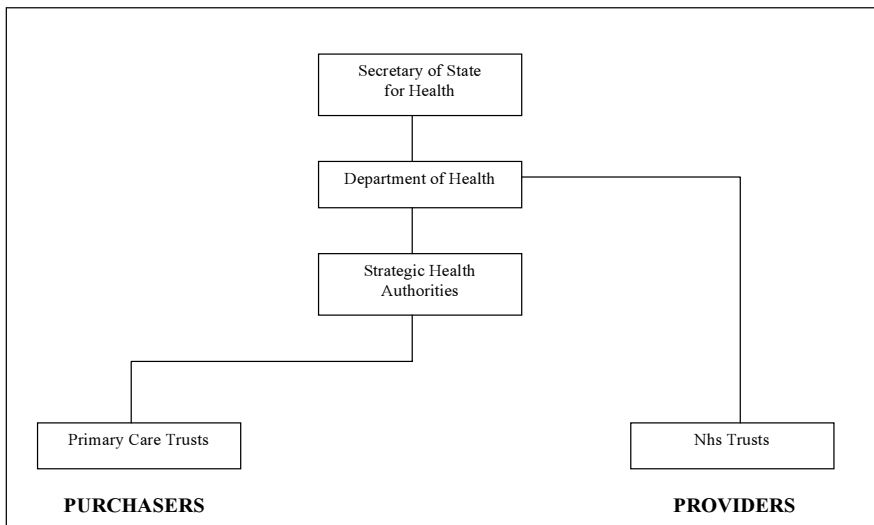 Secretary of State
for Health
Department of Health
Strategic Health
Authorities
Primary Care Trusts
Nhs Trusts
PURCHASERS
PROVIDERS